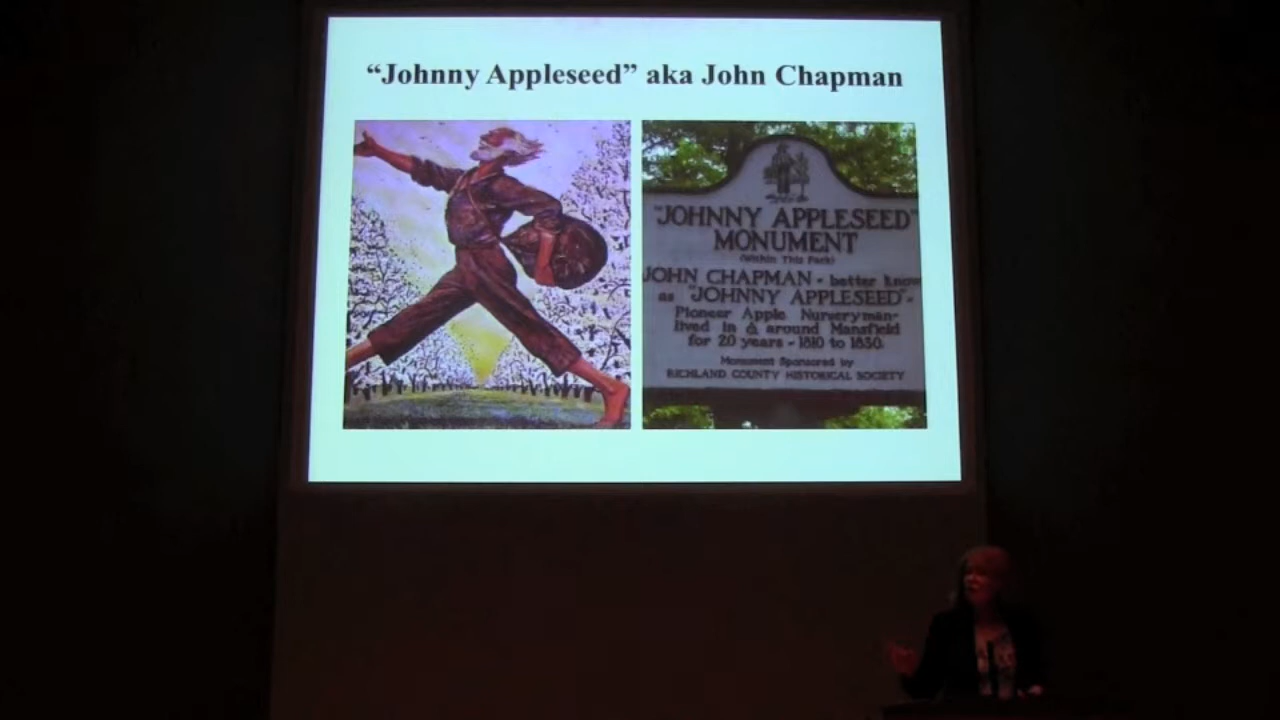 “Johnny Appleseed” aka John Chapman
"JOHNNY APPLESEED"
MONUMENT
(Within This Park)
JOHN CHAPMAN - better know
as "JOHNNY APPLESEED" -
Pioneer Apple Nurseryman-
lived in & around Mansfield
for 20 years - 1810 to 1830.
Monument Sponsored by
RICHLAND COUNTY HISTORICAL SOCIETY